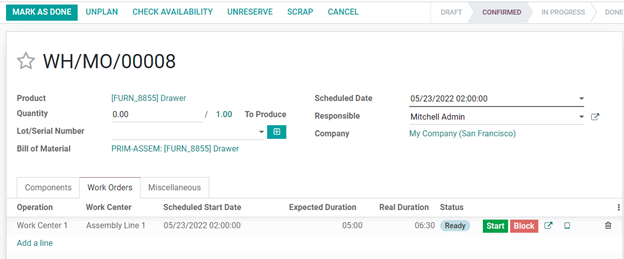 MARK AS DONE UNPLAN CHECK AVAILABILITY UNRESERVE SCRAP CANCEL DRAFT CONFIRMED IN PROGRESS DONE
WH/MO/00008
Product [FURN_8855] Drawer Scheduled Date 05/23/2022 02:00:00
Quantity 0.00 / 1.00 To Produce Responsible Mitchell Admin
Lot/Serial Number Company My Company (San Francisco)
Bill of Material PRIM-ASSEM: [FURN_8855] Drawer
Components Work Orders Miscellaneous
Operation Work Center Scheduled Start Date Expected Duration Real Duration Status
Work Center 1 Assembly Line 1 05/23/2022 02:00:00 05:00 06:30 Ready Start Block
Add a line